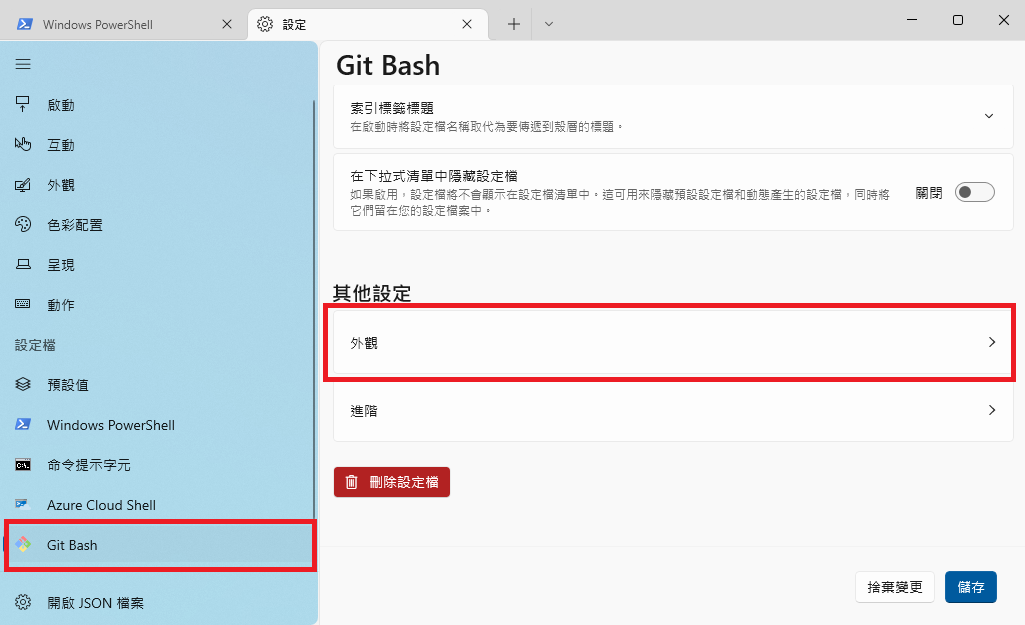 Windows PowerShell
設定
啟動
互動
外觀
色彩配置
呈現
動作
設定檔
預設值
Windows PowerShell
命令提示字元
Azure Cloud Shell
Git Bash
開啟 JSON 檔案
Git Bash
索引標籤標題
在啟動時將設定檔名稱取代為要傳遞到殼層的標題。
在下拉式清單中隱藏設定檔
如果啟用，設定檔將不會顯示在設定檔清單中。這可用來隱藏預設設定檔和動態產生的設定檔，同時將
它們留在您的設定檔案中。
關閉
其他設定
外觀
進階
刪除設定檔
捨棄變更
儲存